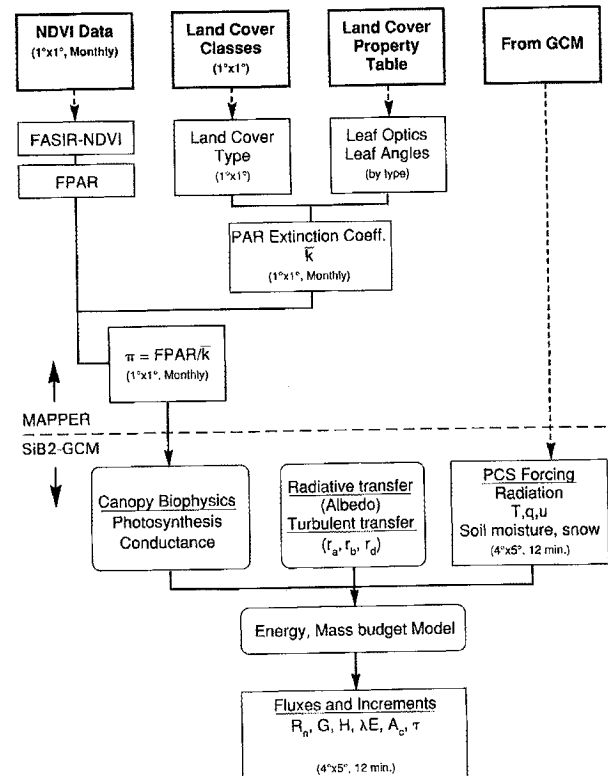 NDVI Data
(1°x1°, Monthly)
Land Cover
Classes
(1°x1°)
Land Cover
Property
Table
From GCM
FASIR-NDVI
FPAR
Land Cover
Type
(1°x1°)
Leaf Optics
Leaf Angles
(by type)
PAR Extinction Coeff.
k̅
(1°x1°, Monthly)
π = FPAR/k̅
(1°x1°, Monthly)
MAPPER
SiB2-GCM
Canopy Biophysics
Photosynthesis
Conductance
Radiative transfer
(Albedo)
Turbulent transfer
(rₐ, r_b, r_d)
PCS Forcing
Radiation
T,q,u
Soil moisture, snow
(4°x5°, 12 min.)
Energy, Mass budget Model
Fluxes and Increments
Rₙ, G, H, λE, A_c, τ
(4°x5°, 12 min.)